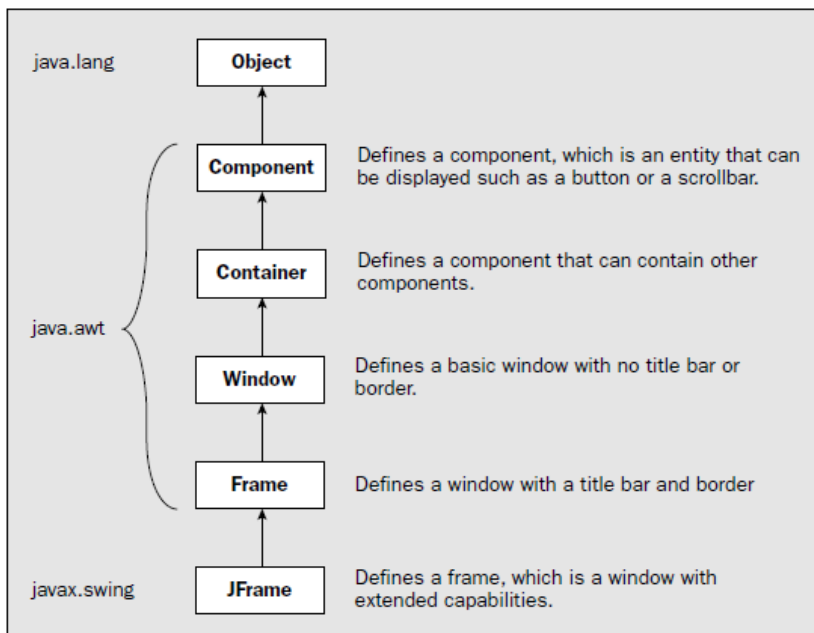 java.lang
Object
Component
Defines a component, which is an entity that can
be displayed such as a button or a scrollbar.
Container
Defines a component that can contain other
components.
java.awt
Window
Defines a basic window with no title bar or
border.
Frame
Defines a window with a title bar and border
javax.swing
JFrame
Defines a frame, which is a window with
extended capabilities.